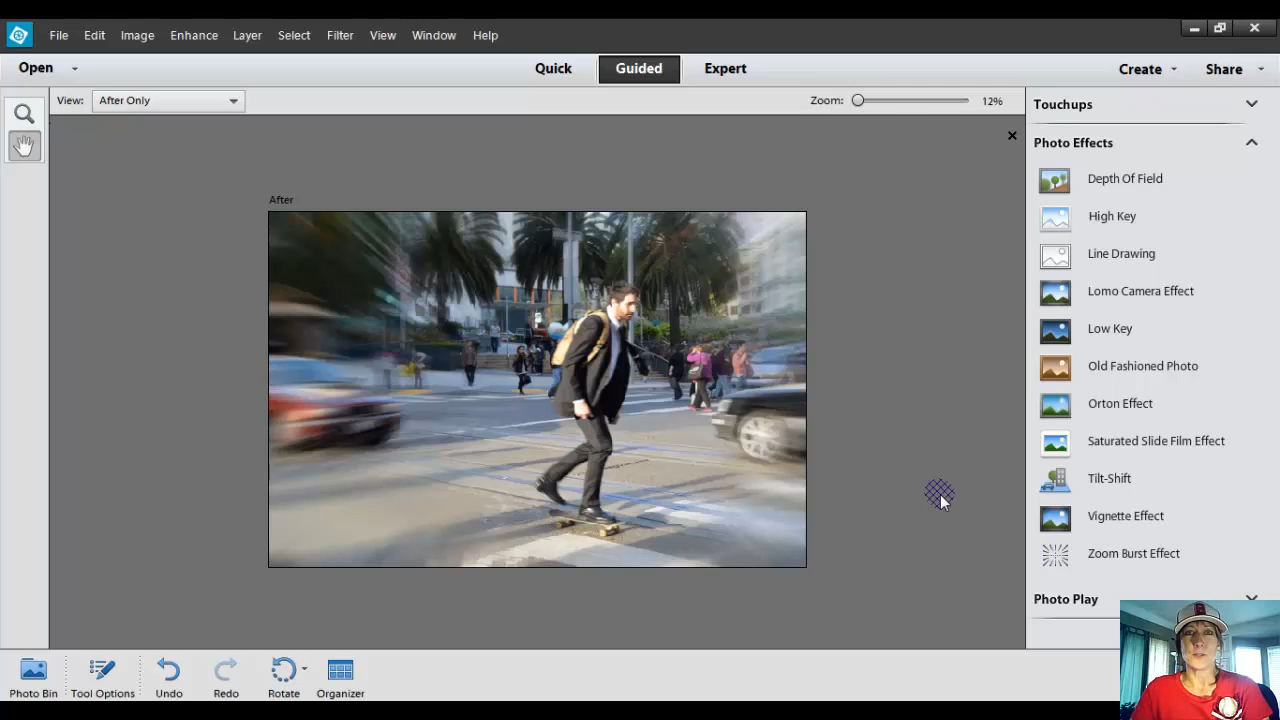 File Edit Image Enhance Layer Select Filter View Window Help
Open Quick Guided Expert Create Share
View: After Only Zoom: 12%
After
Touchups
Photo Effects
Depth Of Field
High Key
Line Drawing
Lomo Camera Effect
Low Key
Old Fashioned Photo
Orton Effect
Saturated Slide Film Effect
Tilt-Shift
Vignette Effect
Zoom Burst Effect
Photo Play
Photo Bin Tool Options Undo Redo Rotate Organizer